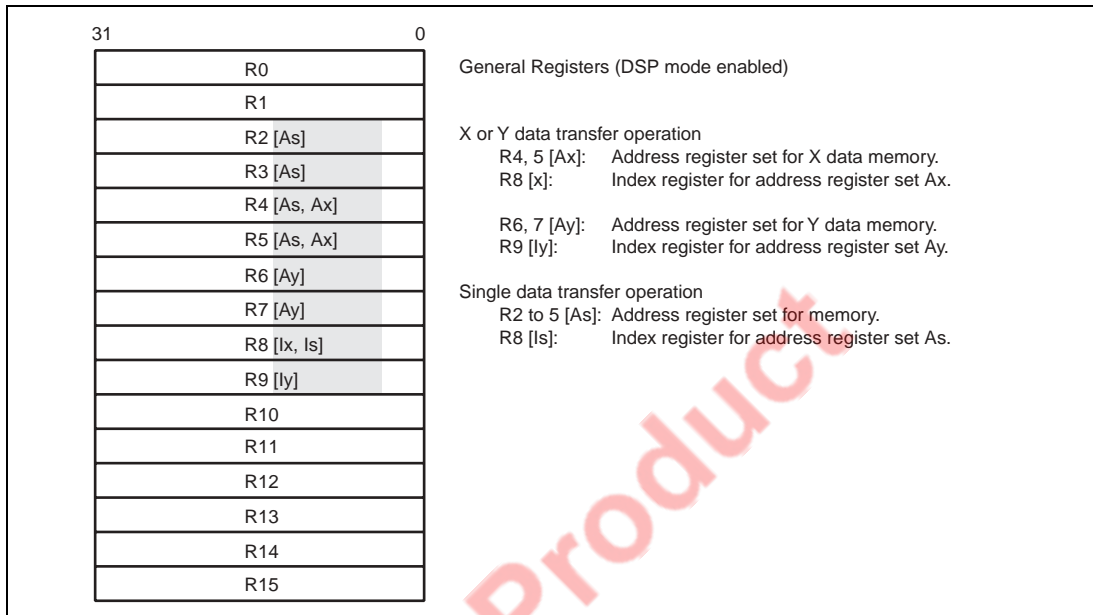 31 0
R0
R1
R2 [As]
R3 [As]
R4 [As, Ax]
R5 [As, Ax]
R6 [Ay]
R7 [Ay]
R8 [Ix, Is]
R9 [Iy]
R10
R11
R12
R13
R14
R15
General Registers (DSP mode enabled)
X or Y data transfer operation
R4, 5 [Ax]: Address register set for X data memory.
R8 [x]: Index register for address register set Ax.
R6, 7 [Ay]: Address register set for Y data memory.
R9 [Iy]: Index register for address register set Ay.
Single data transfer operation
R2 to 5 [As]: Address register set for memory.
R8 [Is]: Index register for address register set As.
Product